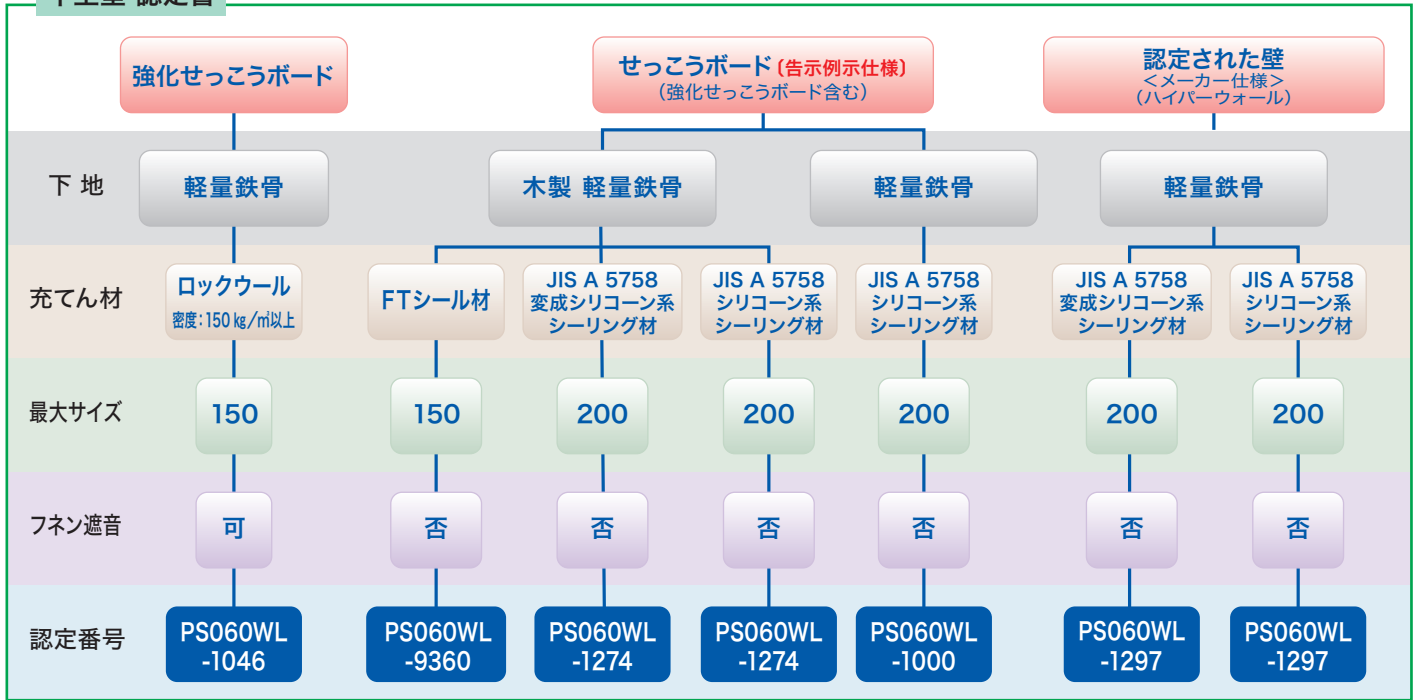 強化せっこうボード
せっこうボード〔告示例示仕様〕
(強化せっこうボード含む)
認定された壁
<メーカー仕様>
(ハイパーウォール)
下 地
軽量鉄骨
木製 軽量鉄骨
軽量鉄骨
軽量鉄骨
充てん材
ロックウール
密度:150㎏/㎥以上
FTシール材
JIS A 5758
変成シリコーン系
シーリング材
JIS A 5758
シリコーン系
シーリング材
JIS A 5758
シリコーン系
シーリング材
JIS A 5758
変成シリコーン系
シーリング材
JIS A 5758
シリコーン系
シーリング材
最大サイズ
150
150
200
200
200
200
200
フネン遮音
可
否
否
否
否
否
否
認定番号
PS060WL
-1046
PS060WL
-9360
PS060WL
-1274
PS060WL
-1274
PS060WL
-1000
PS060WL
-1297
PS060WL
-1297